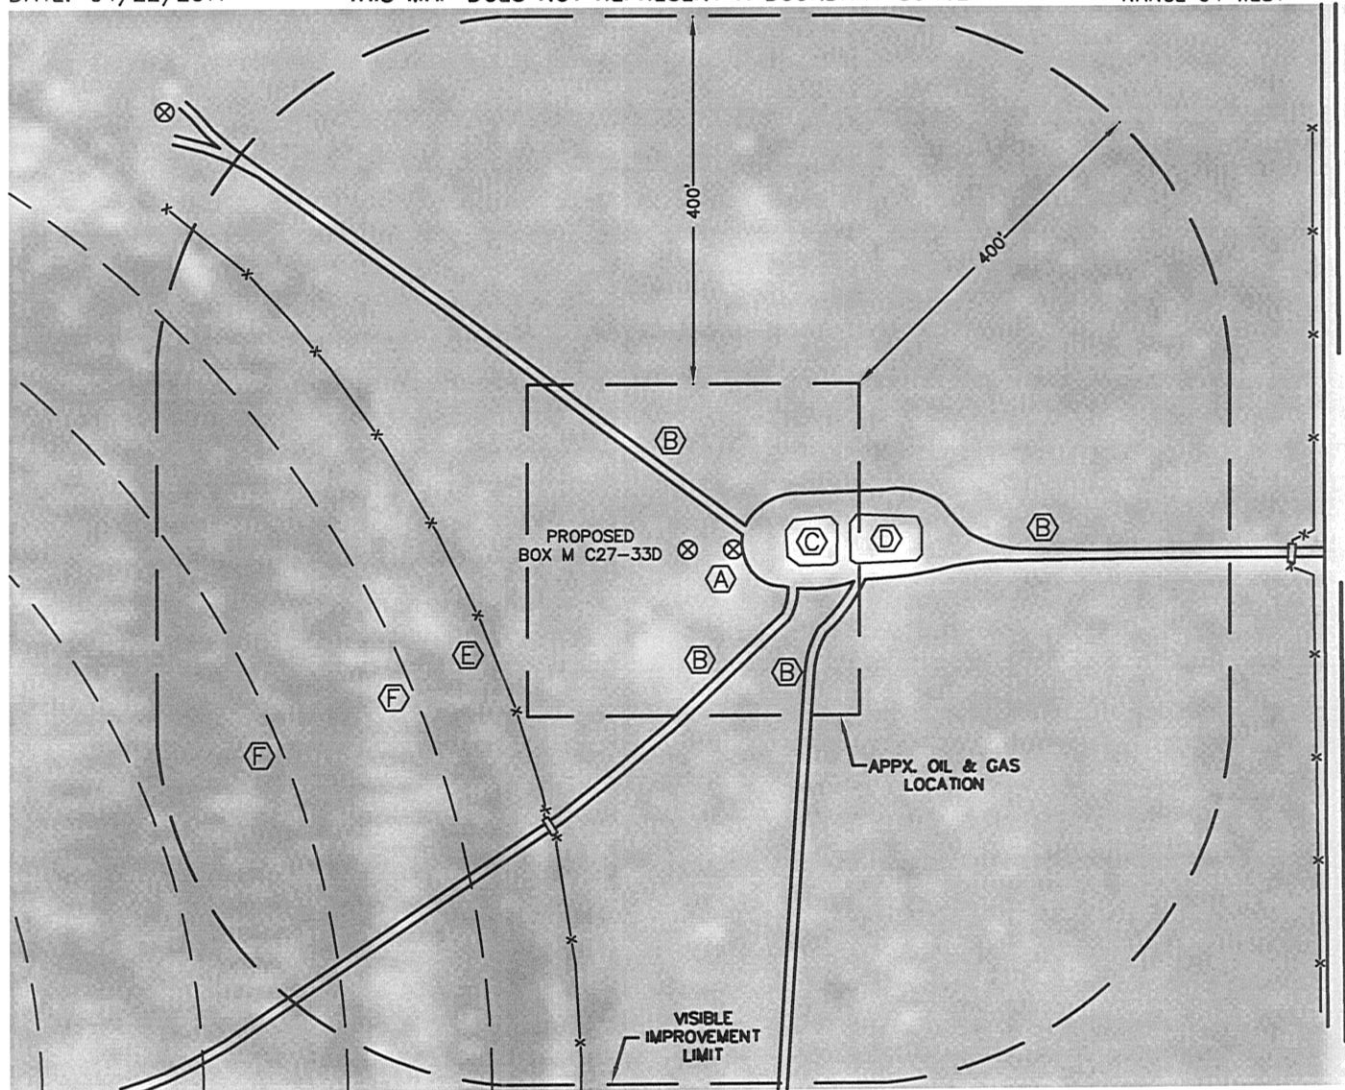 400'
400'
B
PROPOSED
BOX M C27-33D
A
C
D
B
B
B
E
F
F
APPX. OIL & GAS
LOCATION
VISIBLE
IMPROVEMENT
LIMIT